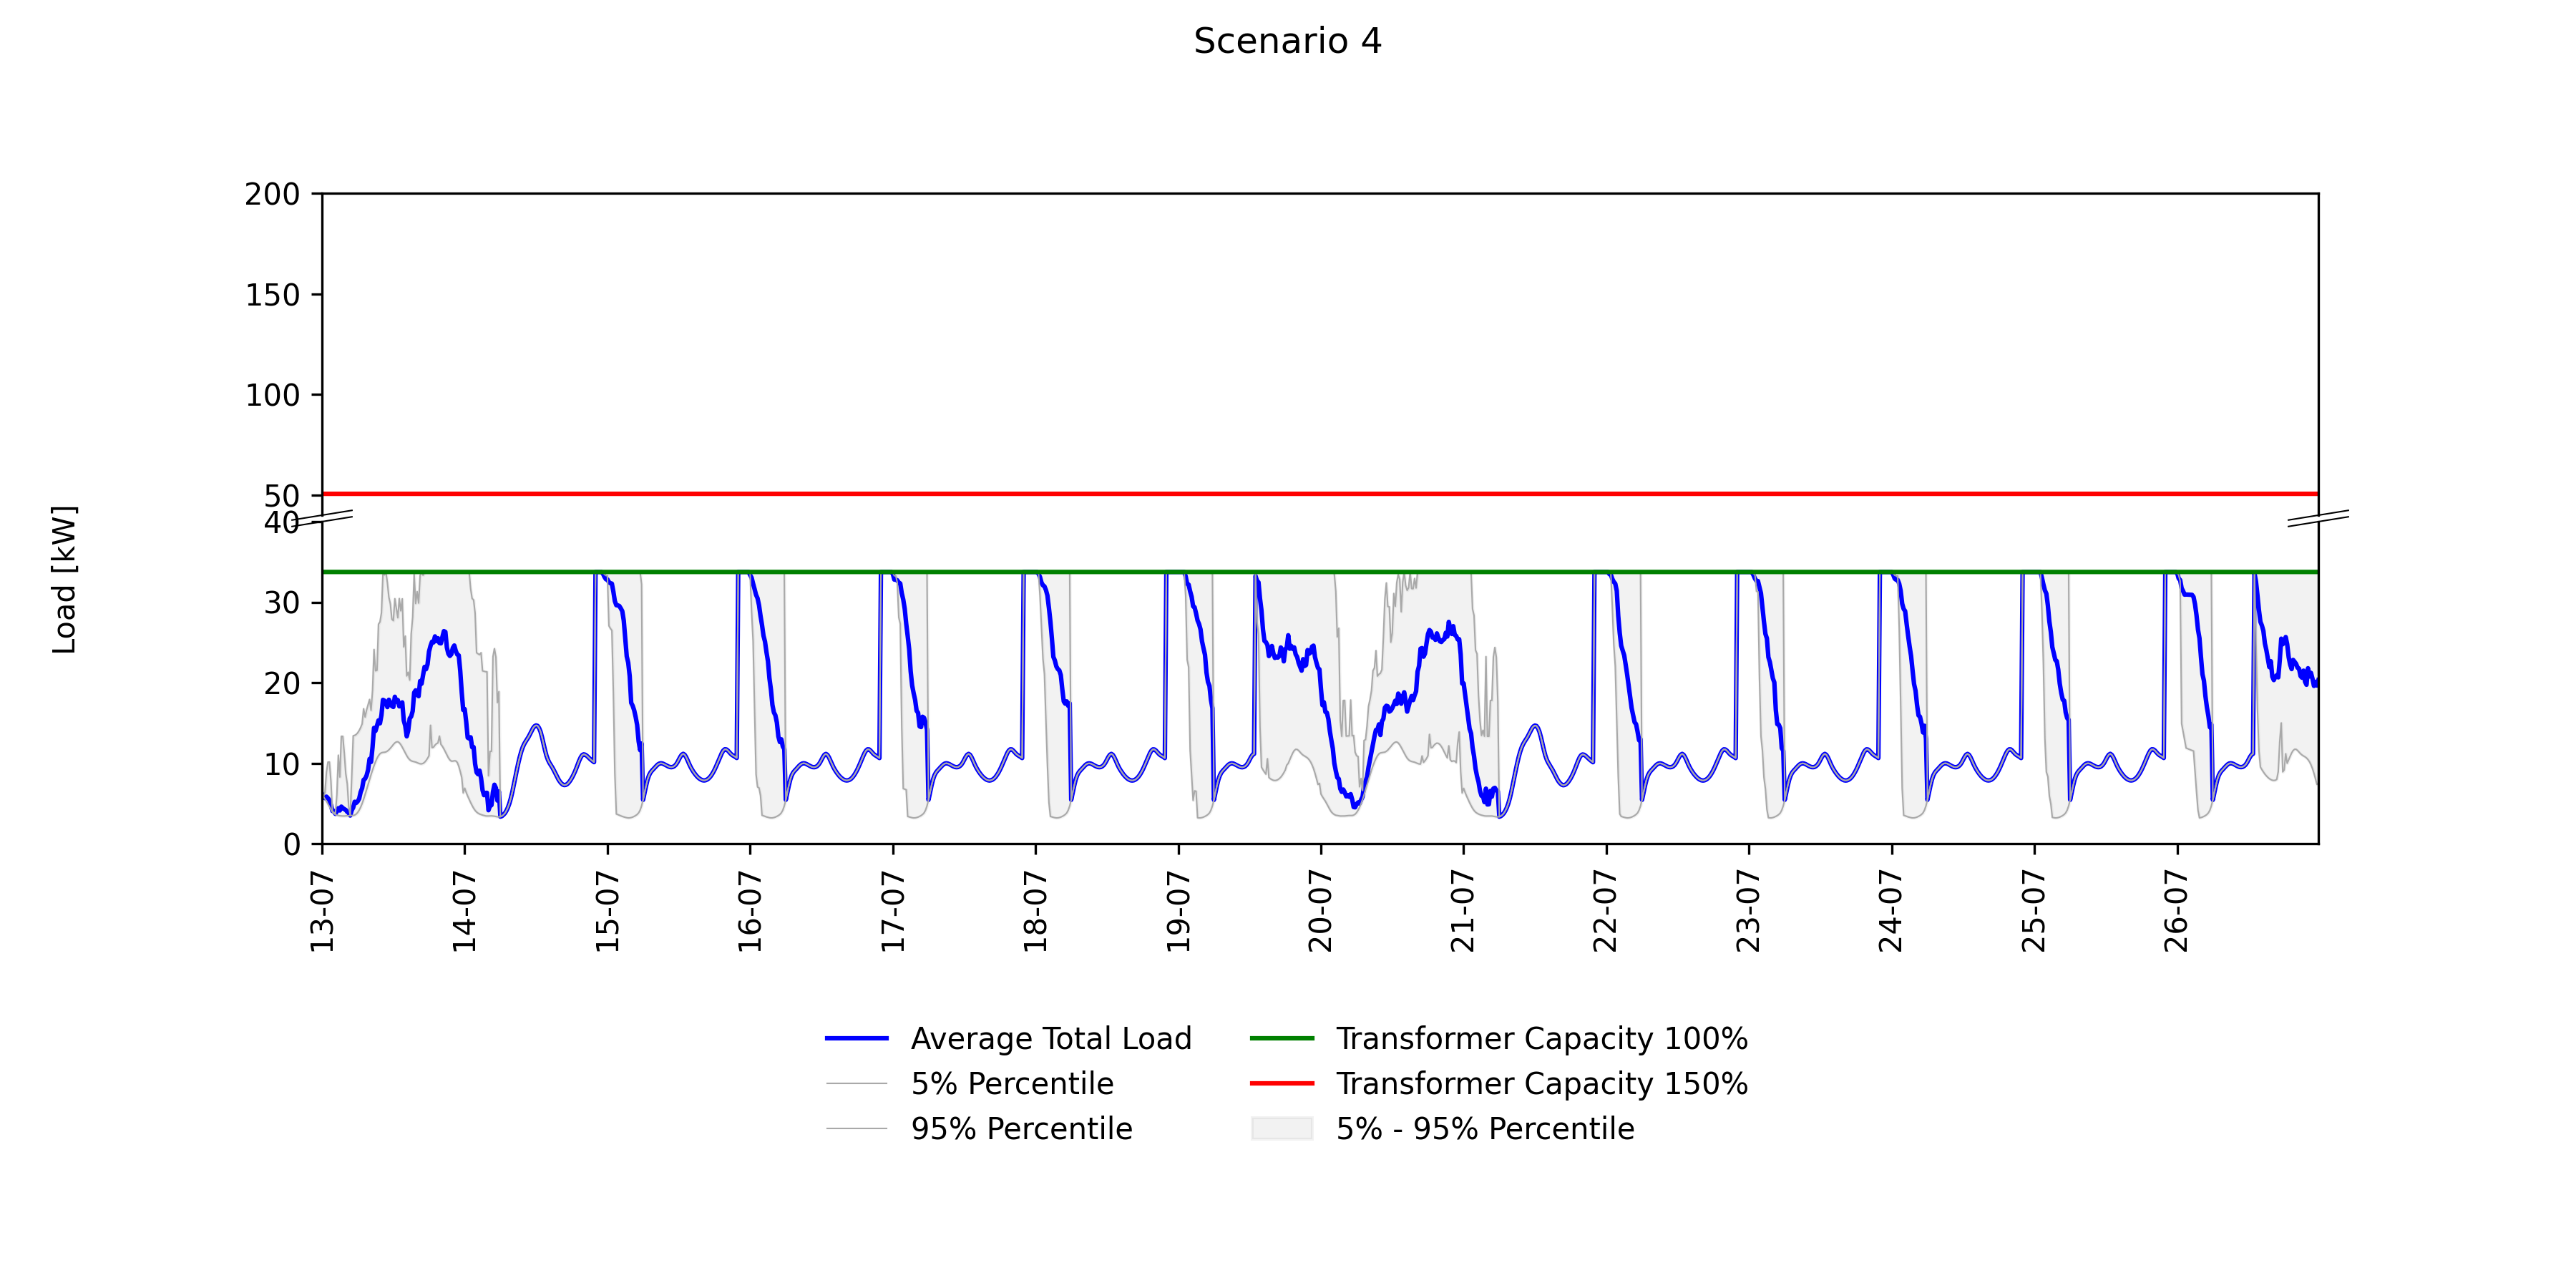 Scenario 4
200
150
100
50
40
30
20
10
0
Load [kW]
13-07
14-07
15-07
16-07
17-07
18-07
19-07
20-07
21-07
22-07
23-07
24-07
25-07
26-07
Average Total Load
5% Percentile
95% Percentile
Transformer Capacity 100%
Transformer Capacity 150%
5% - 95% Percentile